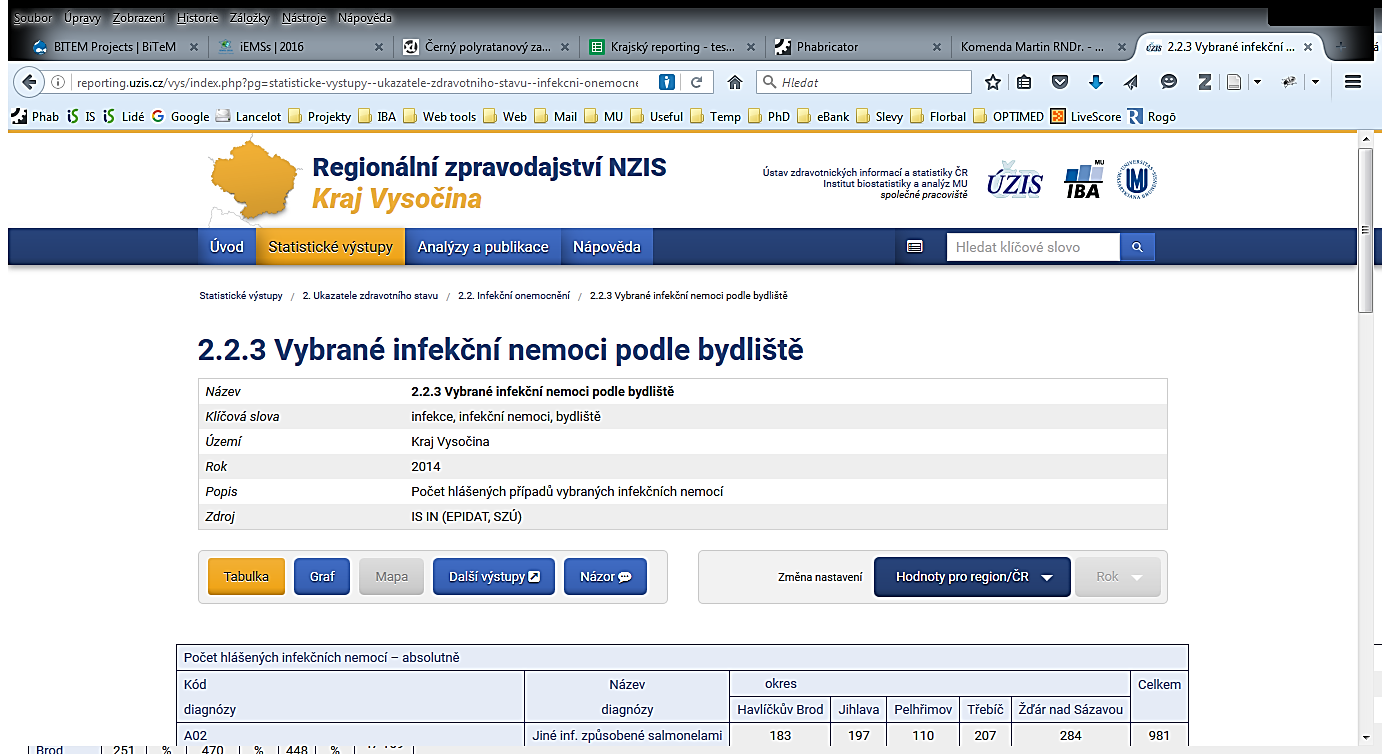 Soubor Úpravy Zobrazení Historie Záložky Nástroje Nápověda
BITEM Projects | BiTeM iEMSs | 2016 Černý polyratanový za... Krajský reporting - tes... Phabricator Komenda Martin RNDr. - ... 2.2.3 Vybrané infekční ...
reporting.uzis.cz/vys/index.php?pg=statisticke-vystupy--ukazatele-zdravotniho-stavu--infekcni-onemocne Hledat
Phab IS Lidé Google Lancelot Projekty IBA Web tools Web Mail MU Useful Temp PhD eBank Slevy Florbal OPTIMED LiveScore Rogō
Regionální zpravodajství NZIS
Kraj Vysočina
Ústav zdravotnických informací a statistiky ČR
Institut biostatistiky a analýz MU
společné pracoviště
ÚZIS
IBA MU
Úvod Statistické výstupy Analýzy a publikace Nápověda Hledat klíčové slovo
Statistické výstupy / 2. Ukazatele zdravotního stavu / 2.2. Infekční onemocnění / 2.2.3 Vybrané infekční nemoci podle bydliště
2.2.3 Vybrané infekční nemoci podle bydliště
Název 2.2.3 Vybrané infekční nemoci podle bydliště
Klíčová slova infekce, infekční nemoci, bydliště
Území Kraj Vysočina
Rok 2014
Popis Počet hlášených případů vybraných infekčních nemocí
Zdroj IS IN (EPIDAT, SZÚ)
Tabulka Graf Mapa Další výstupy Názor Změna nastavení Hodnoty pro region/ČR Rok
Počet hlášených infekčních nemocí – absolutně
Kód Název okres Celkem
diagnózy diagnózy Havlíčkův Brod Jihlava Pelhřimov Třebíč Žďár nad Sázavou
A02 Jiné inf. způsobené salmonelami 183 197 110 207 284 981
Brod 251 % 470 % 448 %